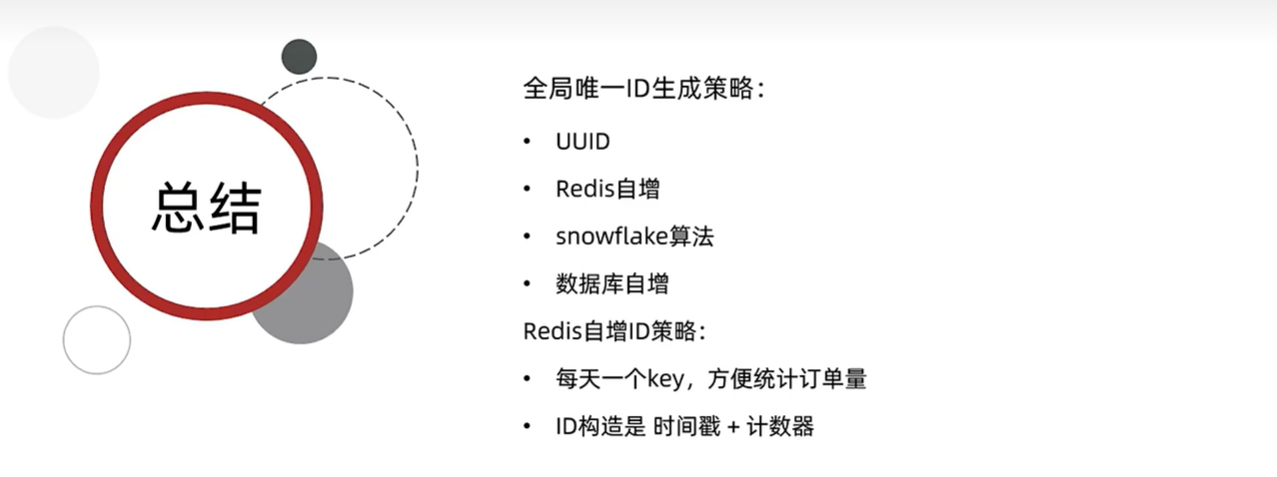 总结
全局唯一ID生成策略：
• UUID
• Redis自增
• snowflake算法
• 数据库自增
Redis自增ID策略：
• 每天一个key，方便统计订单量
• ID构造是 时间戳 + 计数器